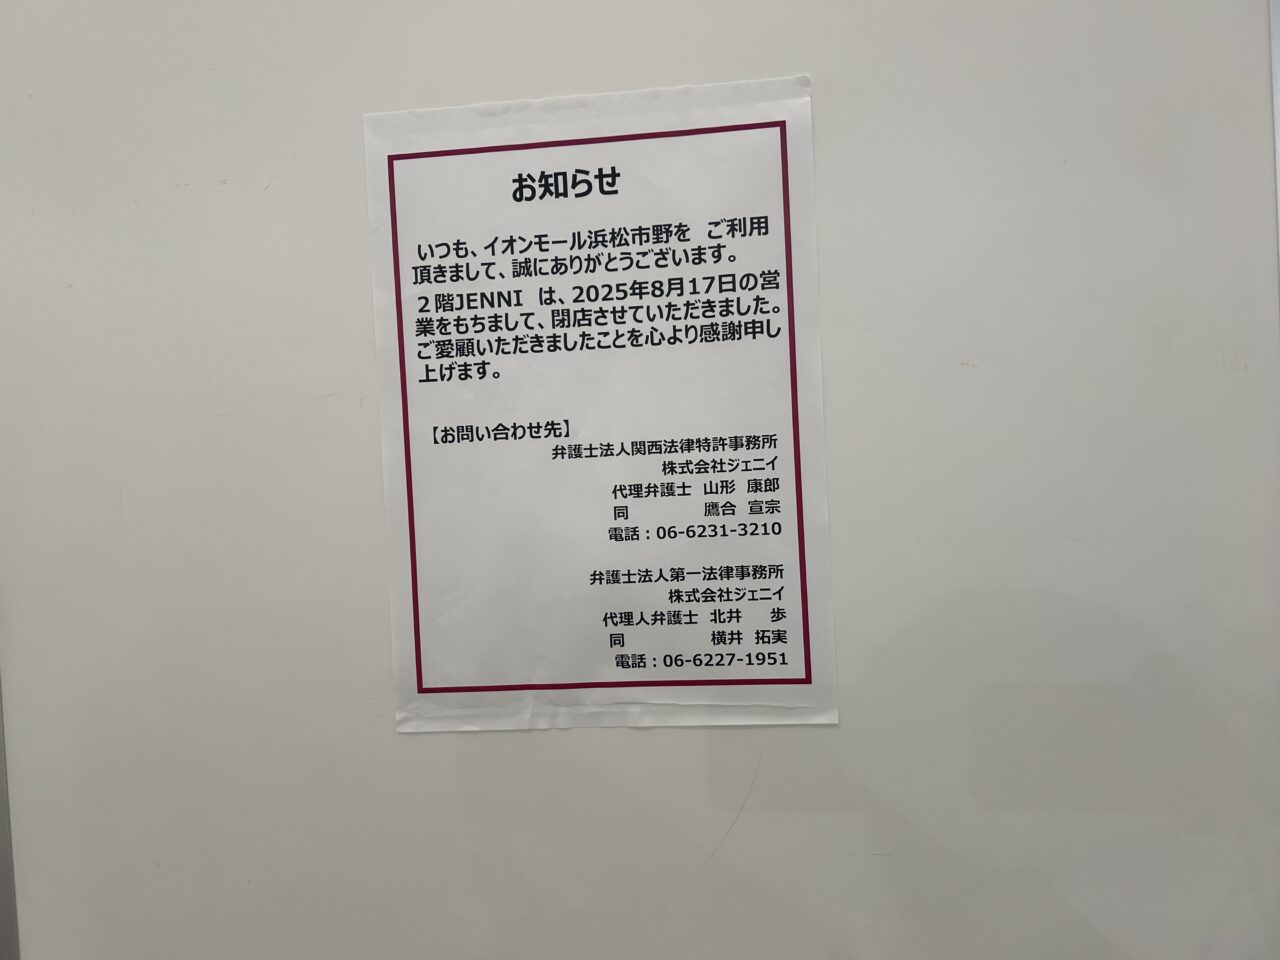 お知らせ
いつも、イオンモール浜松市野を　ご利用
頂きまして、誠にありがとうございます。
２階JENNI　は、2025年8月17日の営
業をもちまして、閉店させていただきました。
ご愛顧いただきましたことを心より感謝申し
上げます。
【お問い合わせ先】
弁護士法人関西法律特許事務所
株式会社ジェニイ
代理弁護士　山形　康郎
同　　　　　鷹合　宣宗
電話：06-6231-3210
弁護士法人第一法律事務所
株式会社ジェニイ
代理人弁護士　北井　　歩
同　　　　　　横井　拓実
電話：06-6227-1951